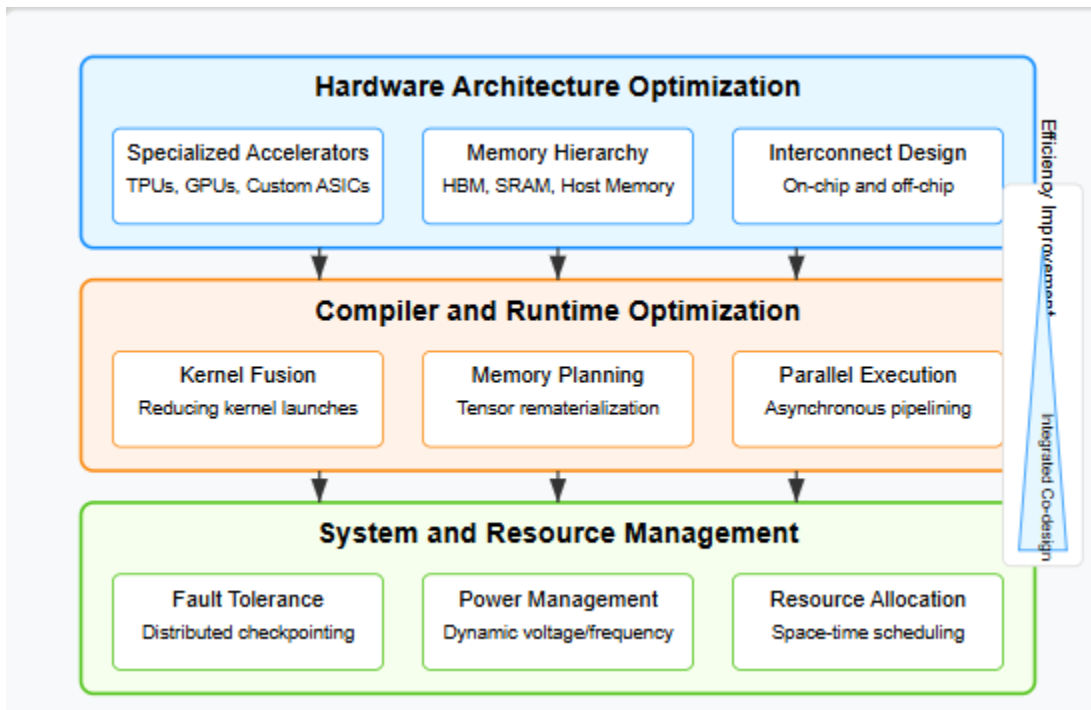 Hardware Architecture Optimization
Specialized Accelerators
TPUs, GPUs, Custom ASICs
Memory Hierarchy
HBM, SRAM, Host Memory
Interconnect Design
On-chip and off-chip
Compiler and Runtime Optimization
Kernel Fusion
Reducing kernel launches
Memory Planning
Tensor rematerialization
Parallel Execution
Asynchronous pipelining
System and Resource Management
Fault Tolerance
Distributed checkpointing
Power Management
Dynamic voltage/frequency
Resource Allocation
Space-time scheduling
Efficiency Improvement
Integrated Co-design